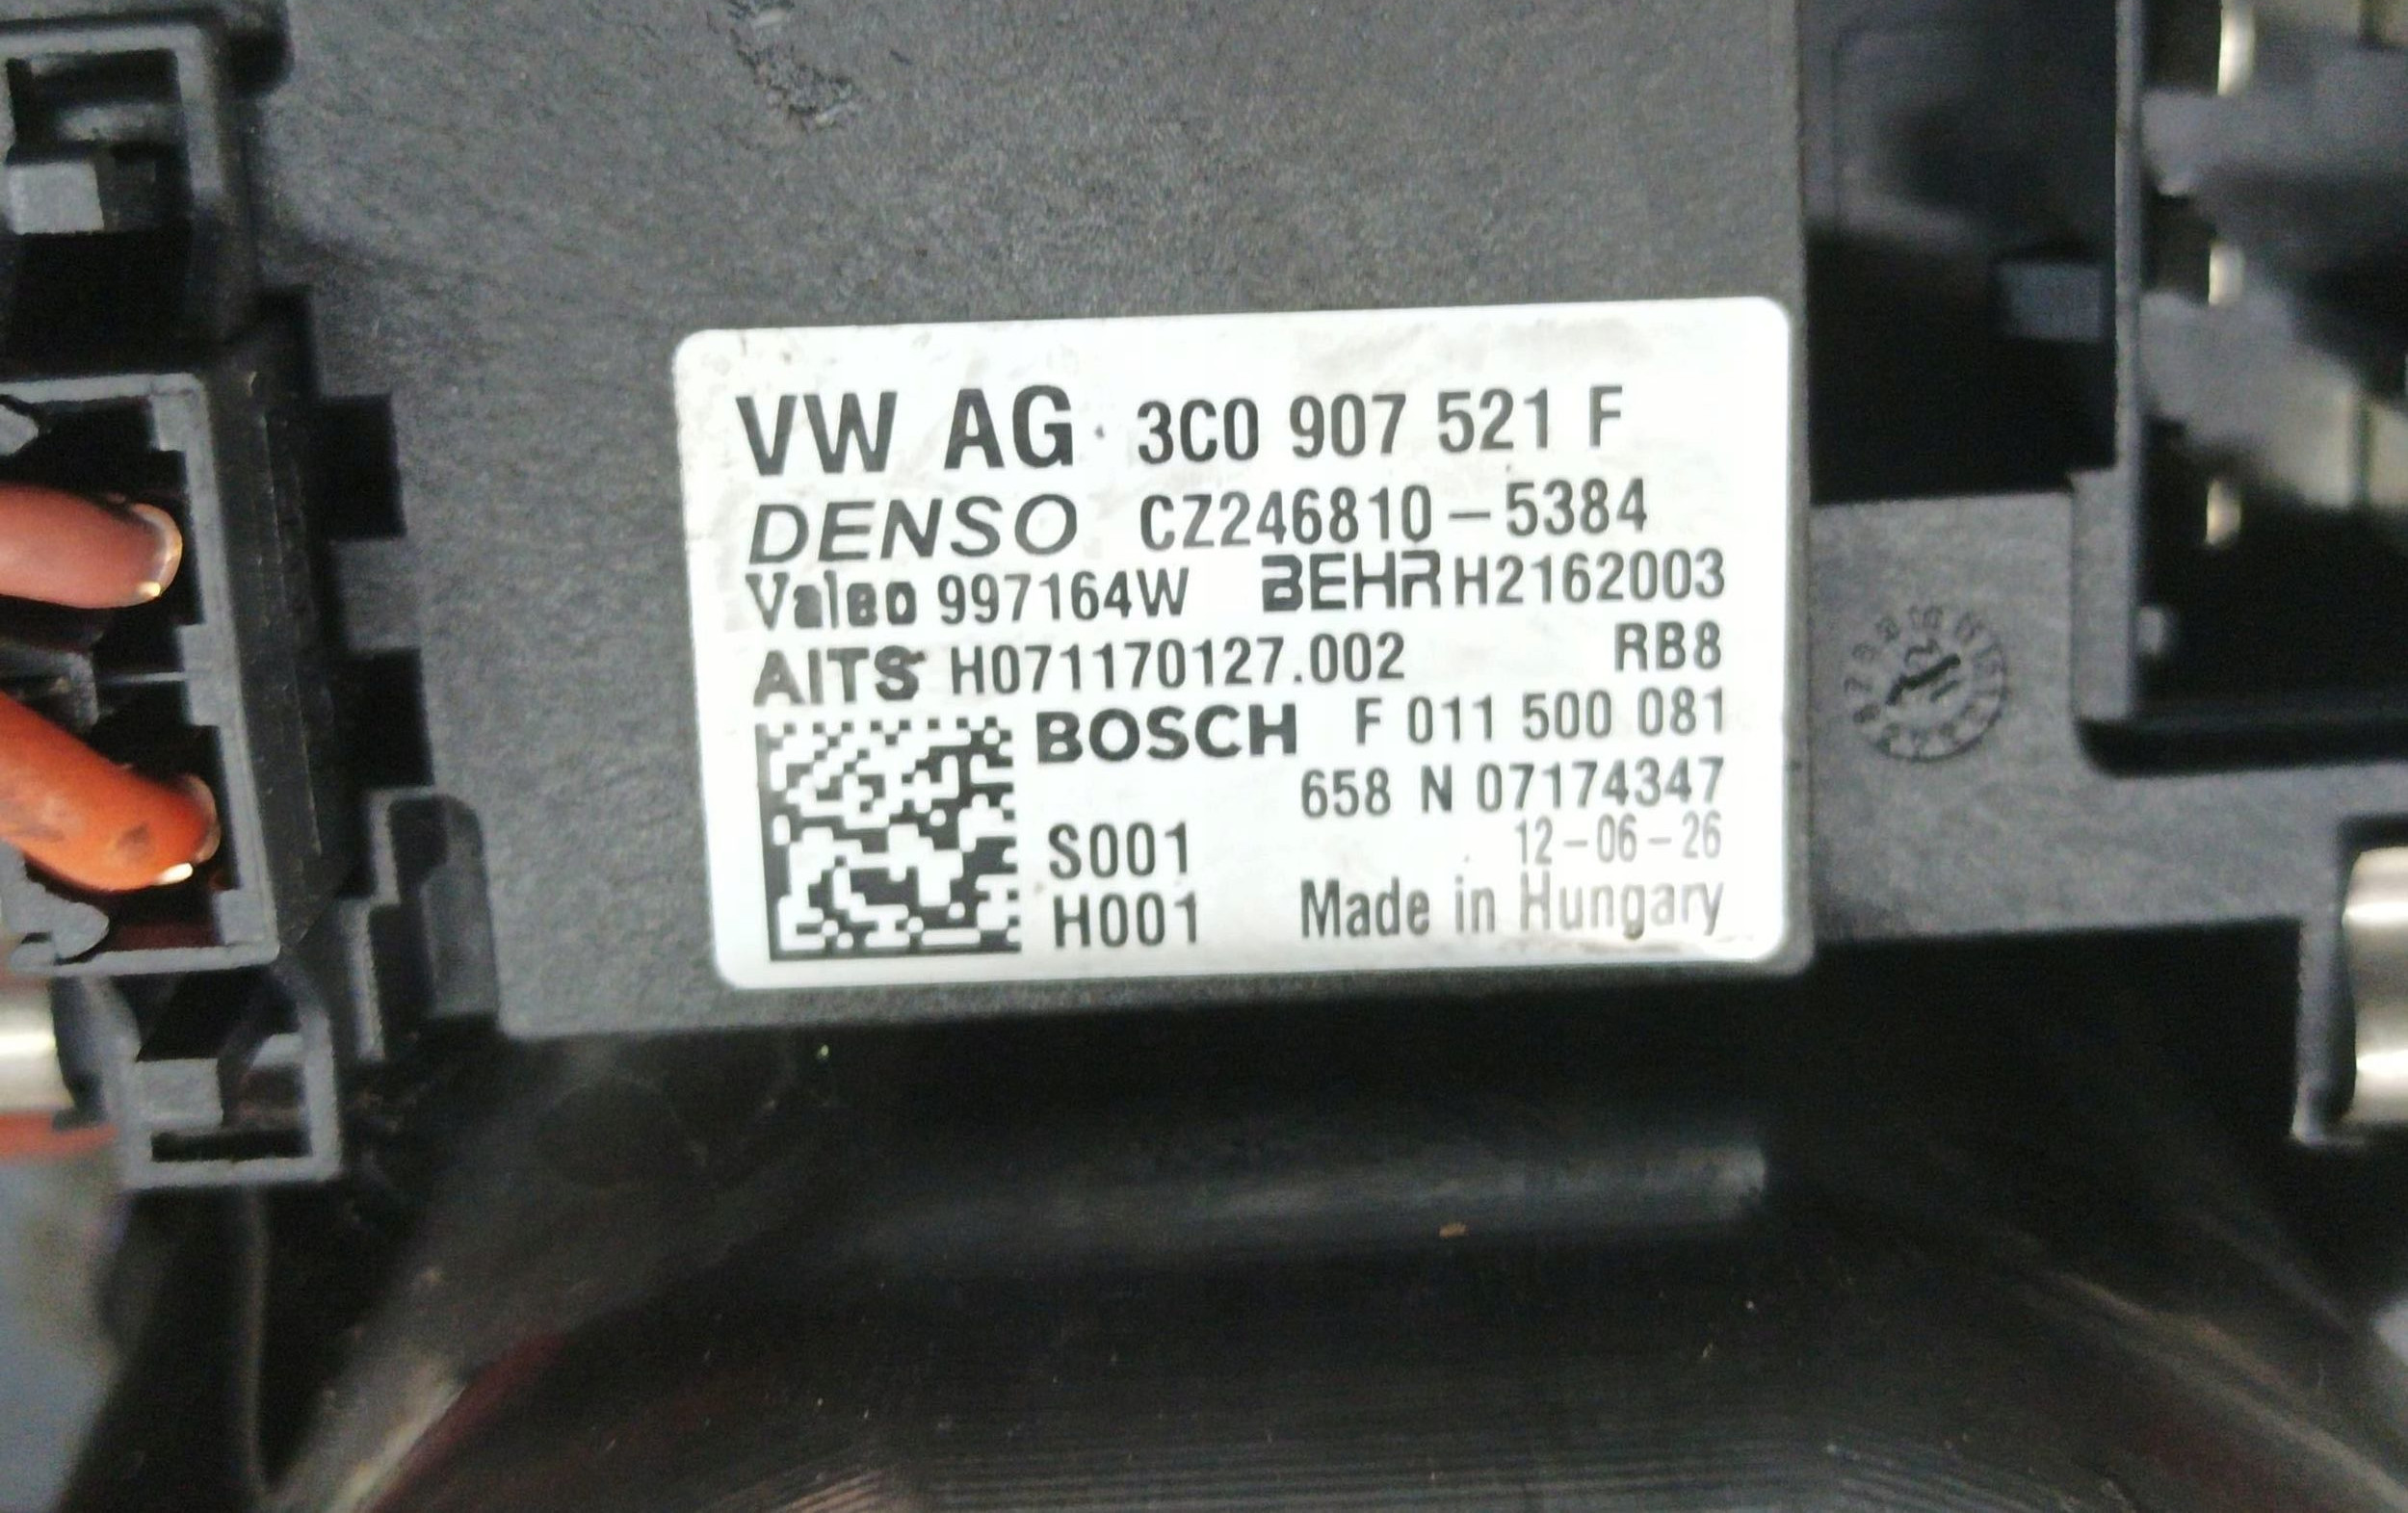 VW AG 3C0 907 521 F
DENSO CZ246810-5384
Valeo 997164W BEHR H2162003
AITS H071170127.002 RB8
BOSCH F 011 500 081
658 N 07174347
S001 12-06-26
H001 Made in Hungary